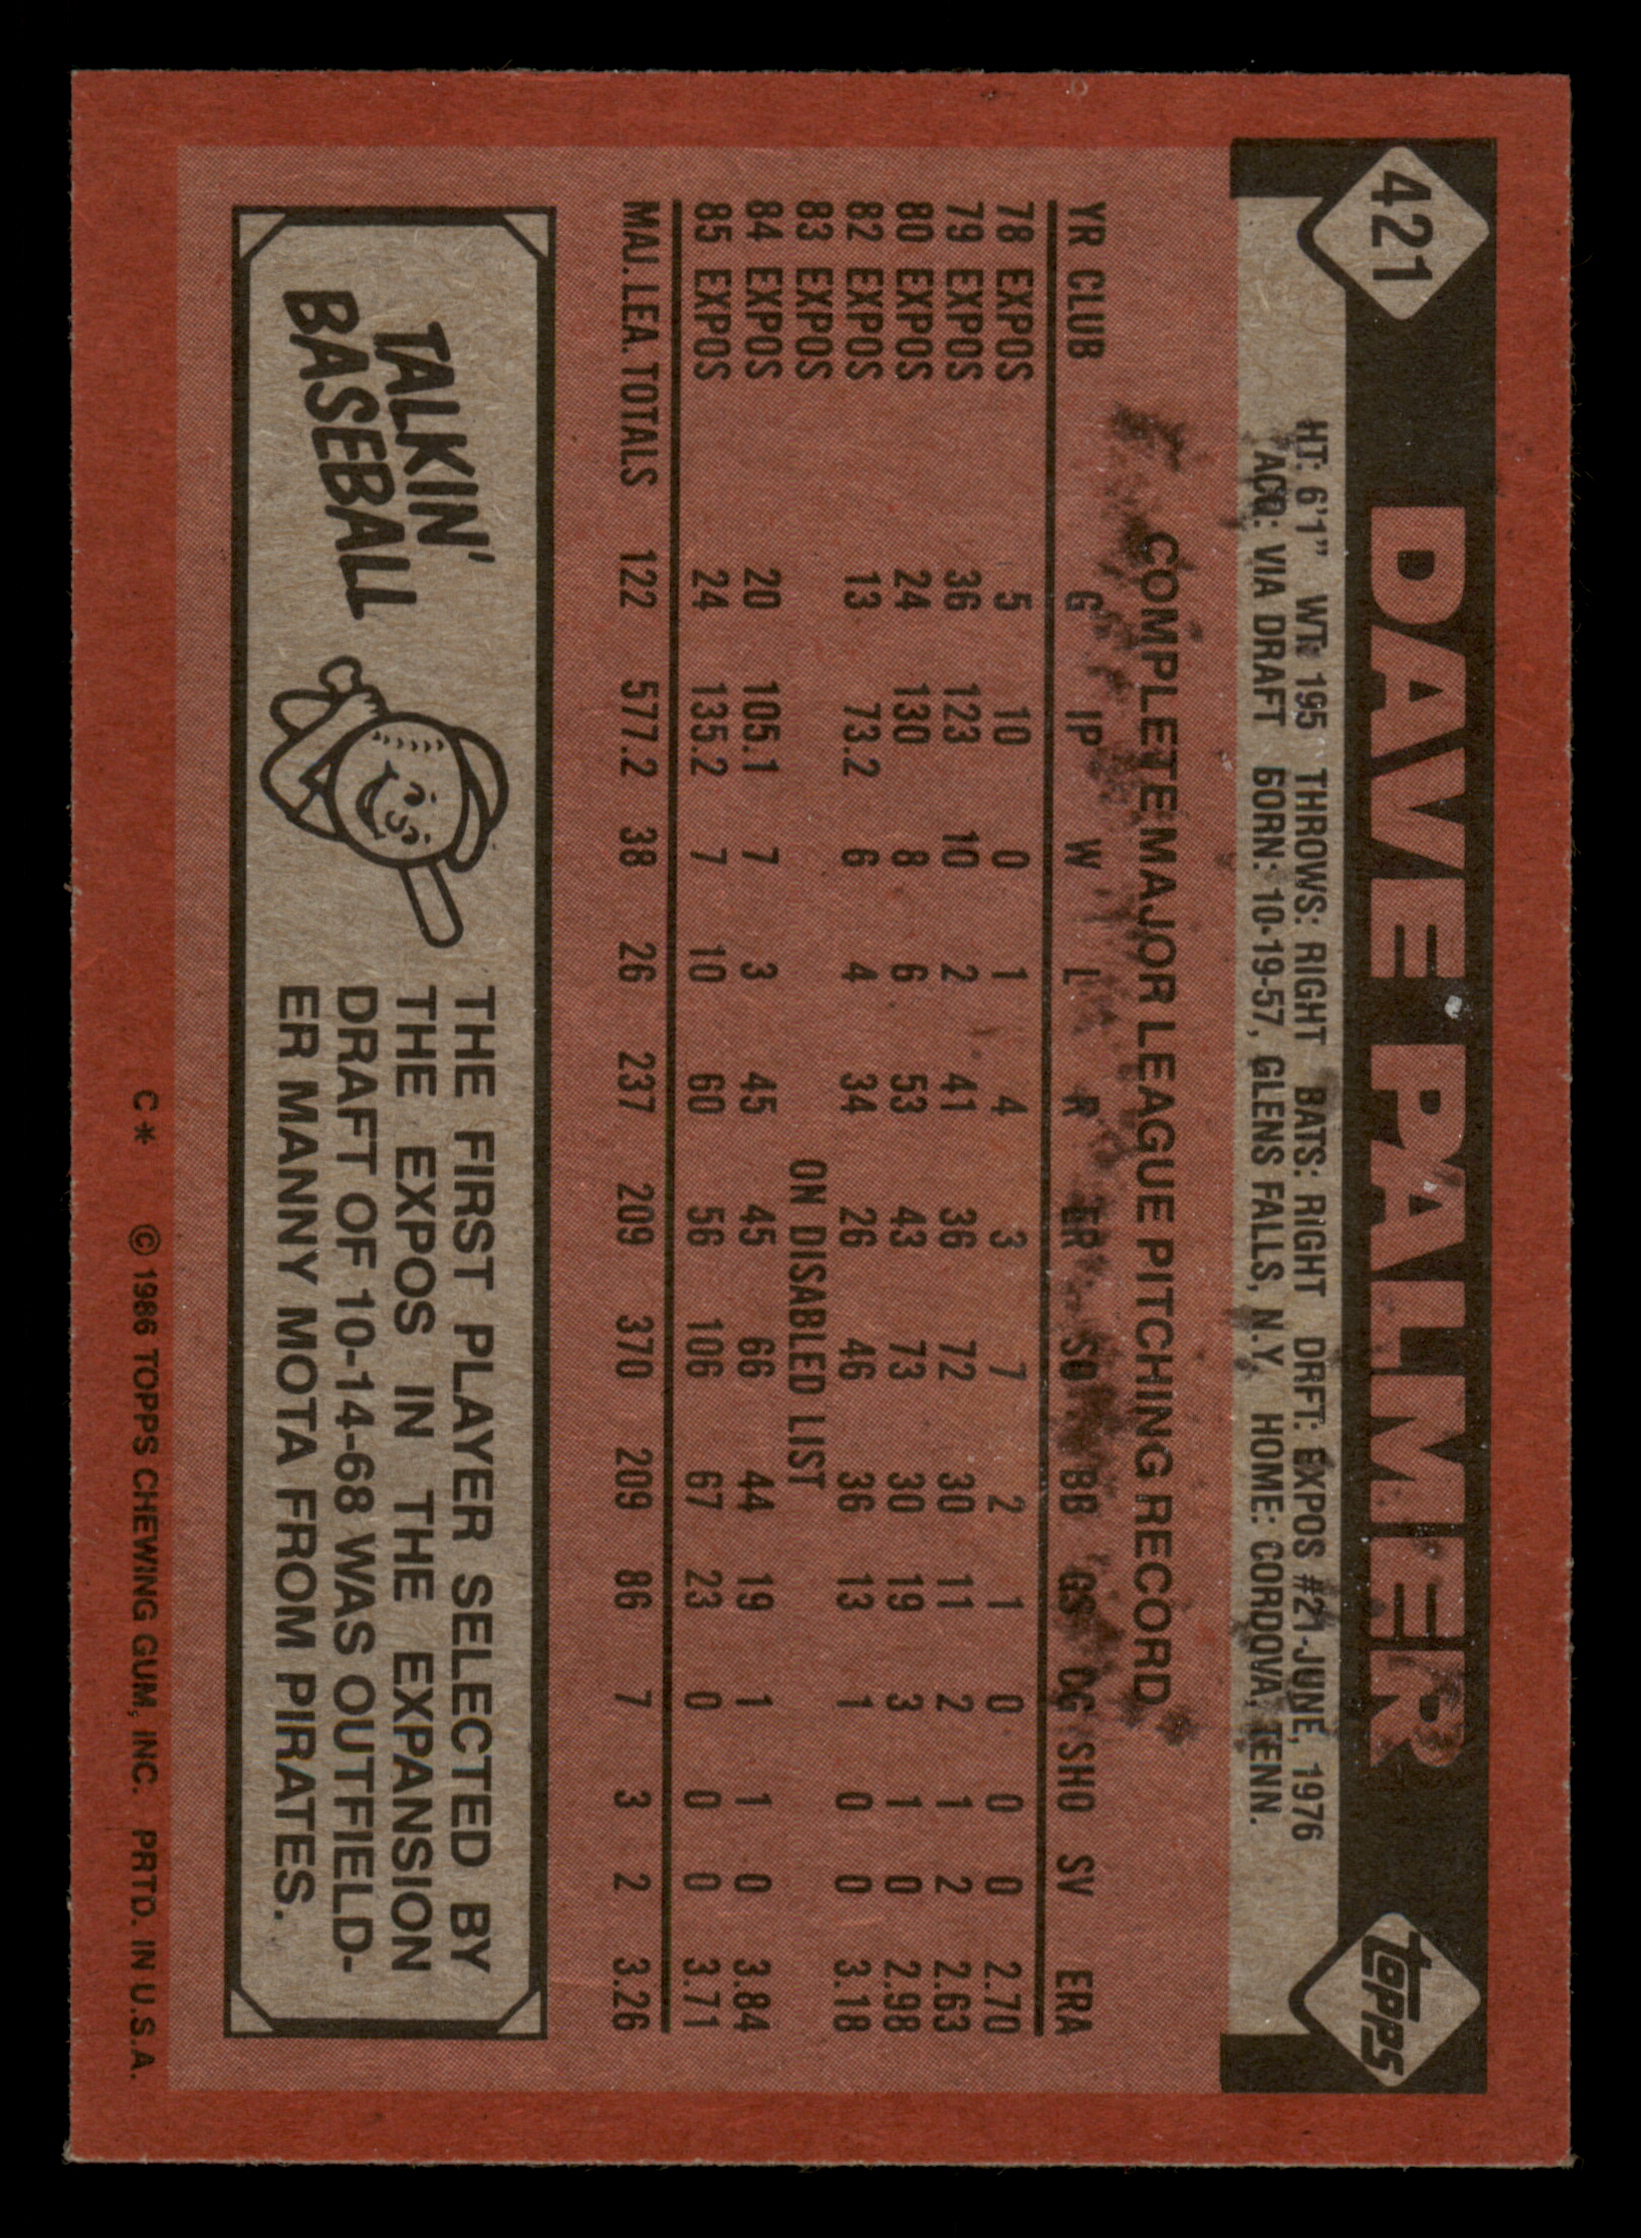 421 DAVE PALMER TOPPS
HT: 6'1" WT: 195 THROWS: RIGHT BATS: RIGHT DRFT: EXPOS #21-JUNE, 1976
ACQ: VIA DRAFT BORN: 10-19-57, GLENS FALLS, N.Y. HOME: CORDOVA, TENN.
COMPLETE MAJOR LEAGUE PITCHING RECORD
YR CLUB G IP W L R ER SO BB GS CG SHO SV ERA
78 EXPOS 5 10 0 1 4 3 7 2 1 0 0 0 2.70
79 EXPOS 36 123 10 2 41 36 72 30 11 2 1 2 2.63
80 EXPOS 24 130 8 6 53 43 73 30 19 3 1 0 2.98
82 EXPOS 13 73.2 6 4 34 26 46 36 13 1 0 0 3.18
83 EXPOS ON DISABLED LIST
84 EXPOS 20 105.1 7 3 45 45 66 44 19 1 1 0 3.84
85 EXPOS 24 135.2 7 10 60 56 106 67 23 0 0 0 3.71
MAJ. LEA. TOTALS 122 577.2 38 26 237 209 370 209 86 7 3 2 3.26
TALKIN'
BASEBALL
THE FIRST PLAYER SELECTED BY
THE EXPOS IN THE EXPANSION
DRAFT OF 10-14-68 WAS OUTFIELD-
ER MANNY MOTA FROM PIRATES.
C* © 1986 TOPPS CHEWING GUM, INC. PRTD. IN U.S.A.